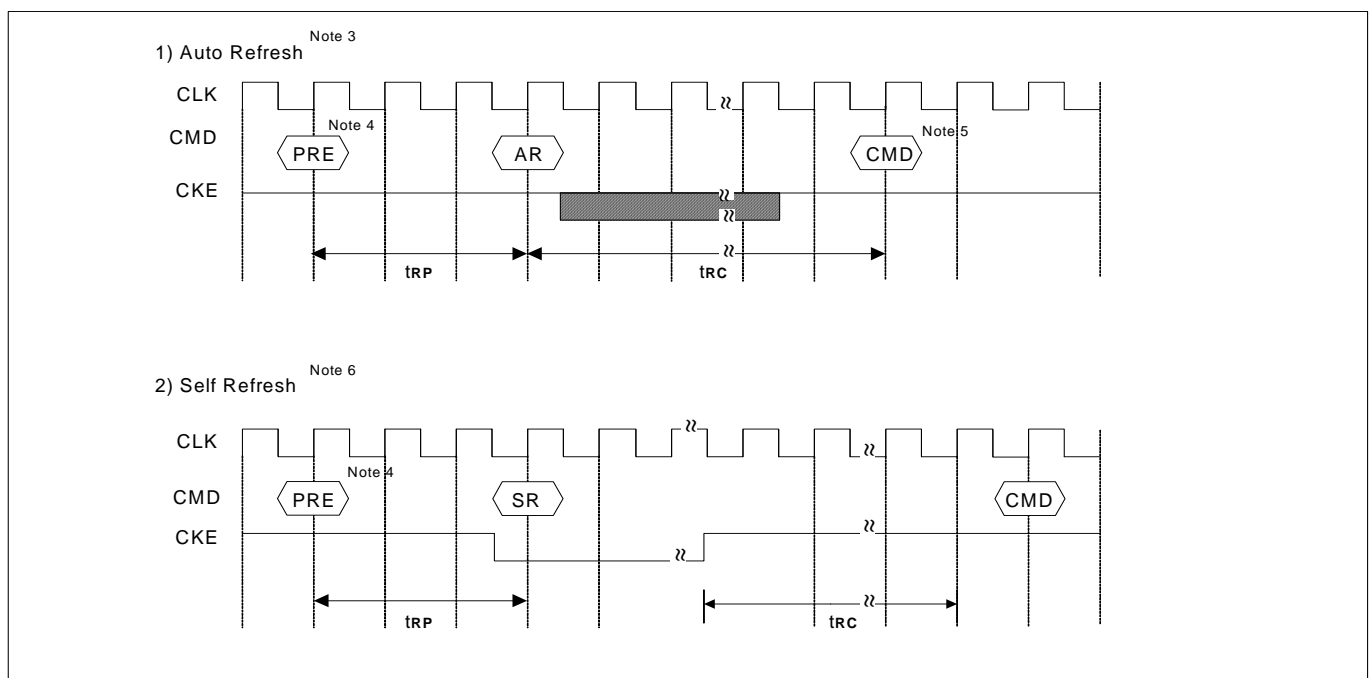 1) Auto Refresh Note 3
CLK
CMD
PRE Note 4
AR
CMD Note 5
CKE
tRP
tRC
2) Self Refresh Note 6
CLK
CMD
PRE Note 4
SR
CMD
CKE
tRP
tRC